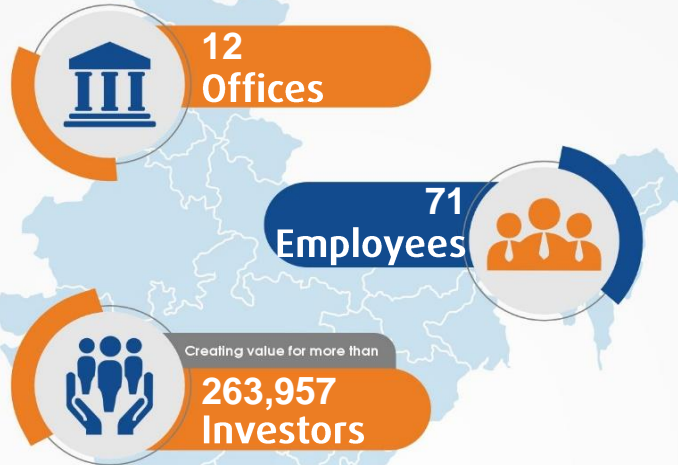 12
Offices
71
Employees
Creating value for more than
263,957
Investors